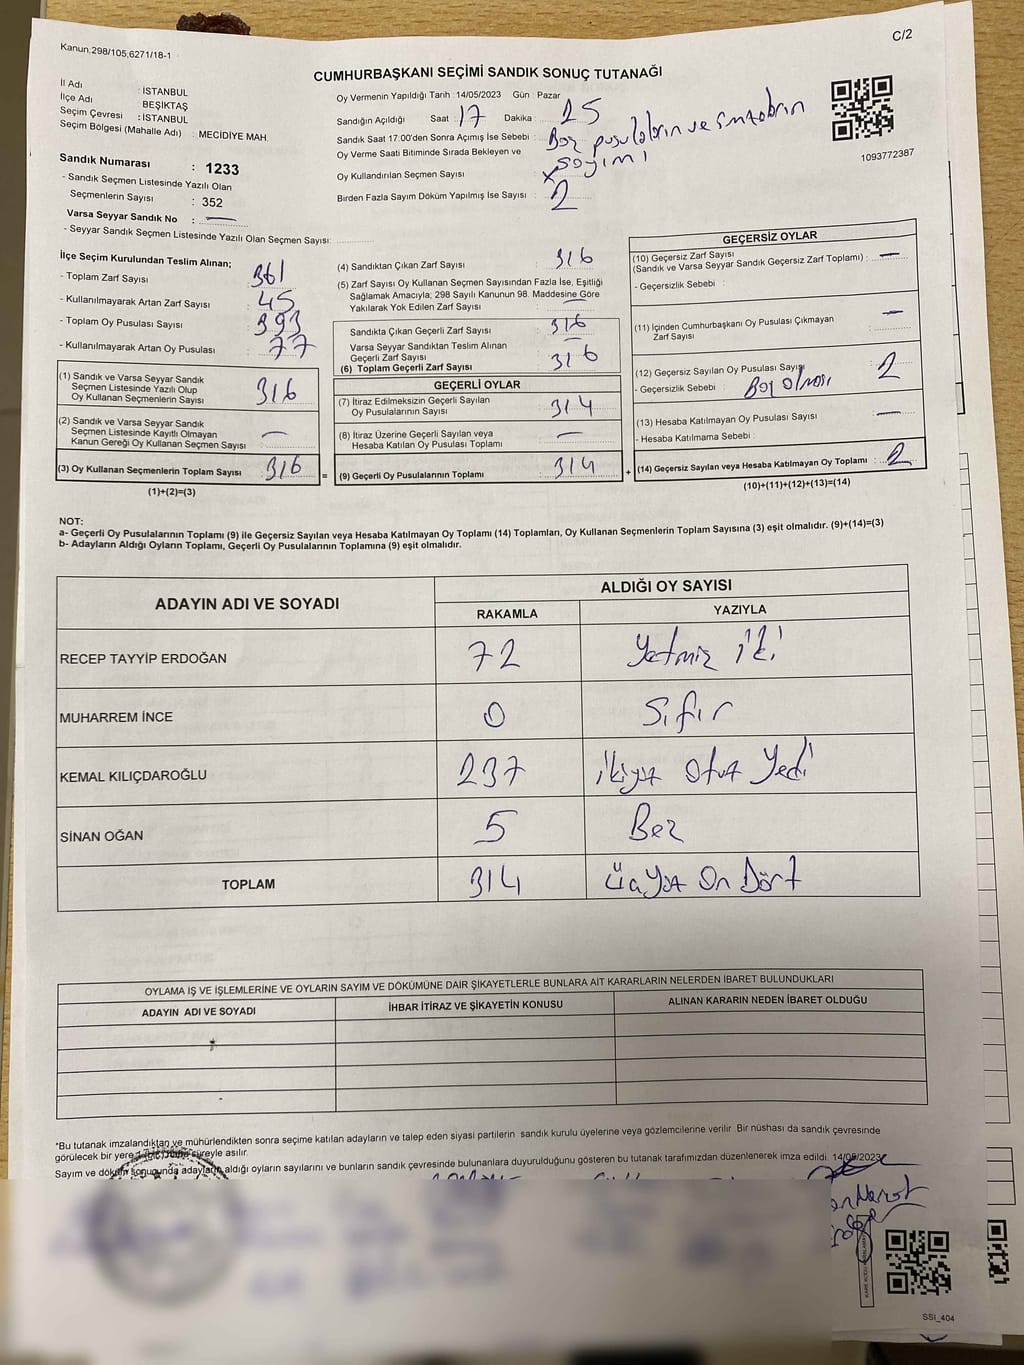 Kanun,298/105,6271/18-1
C/2
CUMHURBAŞKANI SEÇİMİ SANDIK SONUÇ TUTANAĞI
İl Adı : İSTANBUL
İlçe Adı : BEŞİKTAŞ
Seçim Çevresi : İSTANBUL
Seçim Bölgesi (Mahalle Adı) : MECİDİYE MAH.
Sandık Numarası : 1233
- Sandık Seçmen Listesinde Yazılı Olan
Seçmenlerin Sayısı : 352
Varsa Seyyar Sandık No : —
- Seyyar Sandık Seçmen Listesinde Yazılı Olan Seçmen Sayısı:
Oy Vermenin Yapıldığı Tarih : 14/05/2023 Gün : Pazar
Sandığın Açıldığı Saat : 17 Dakika : 25
Sandık Saat 17.00'den Sonra Açımış İse Sebebi : Boş pusulaların ve
Oy Verme Saati Bitiminde Sırada Bekleyen ve sayımı
Oy Kullandırılan Seçmen Sayısı :
Birden Fazla Sayım Döküm Yapılmış İse Sayısı : 2
1093772387
İlçe Seçim Kurulundan Teslim Alınan;
- Toplam Zarf Sayısı : 361
- Kullanılmayarak Artan Zarf Sayısı : 45
- Toplam Oy Pusulası Sayısı : 393
- Kullanılmayarak Artan Oy Pusulası : 77
(1) Sandık ve Varsa Seyyar Sandık
Seçmen Listesinde Yazılı Olup
Oy Kullanan Seçmenlerin Sayısı : 316
(2) Sandık ve Varsa Seyyar Sandık
Seçmen Listesinde Kayıtlı Olmayan
Kanun Gereği Oy Kullanan Seçmen Sayısı : —
(3) Oy Kullanan Seçmenlerin Toplam Sayısı : 316 =
(1)+(2)=(3)
(4) Sandıktan Çıkan Zarf Sayısı : 316
(5) Zarf Sayısı Oy Kullanan Seçmen Sayısından Fazla İse, Eşitliği
Sağlamak Amacıyla; 298 Sayılı Kanunun 98. Maddesine Göre
Yakılarak Yok Edilen Zarf Sayısı : —
Sandıkta Çıkan Geçerli Zarf Sayısı : 316
Varsa Seyyar Sandıktan Teslim Alınan
Geçerli Zarf Sayısı : —
(6) Toplam Geçerli Zarf Sayısı : 316
GEÇERLİ OYLAR
(7) İtiraz Edilmeksizin Geçerli Sayılan
Oy Pusulalarının Sayısı : 314
(8) İtiraz Üzerine Geçerli Sayılan veya
Hesaba Katılan Oy Pusulası Toplamı : —
(9) Geçerli Oy Pusulalarının Toplamı : 314 +
GEÇERSİZ OYLAR
(10) Geçersiz Zarf Sayısı
(Sandık ve Varsa Seyyar Sandık Geçersiz Zarf Toplamı) : —
- Geçersizlik Sebebi :
(11) İçinden Cumhurbaşkanı Oy Pusulası Çıkmayan
Zarf Sayısı : —
(12) Geçersiz Sayılan Oy Pusulası Sayısı : 2
- Geçersizlik Sebebi : Boş olması
(13) Hesaba Katılmayan Oy Pusulası Sayısı : —
- Hesaba Katılmama Sebebi :
(14) Geçersiz Sayılan veya Hesaba Katılmayan Oy Toplamı : 2
(10)+(11)+(12)+(13)=(14)
NOT:
a- Geçerli Oy Pusulalarının Toplamı (9) ile Geçersiz Sayılan veya Hesaba Katılmayan Oy Toplamı (14) Toplamları, Oy Kullanan Seçmenlerin Toplam Sayısına (3) eşit olmalıdır. (9)+(14)=(3)
b- Adayların Aldığı Oyların Toplamı, Geçerli Oy Pusulalarının Toplamına (9) eşit olmalıdır.
ADAYIN ADI VE SOYADI
ALDIĞI OY SAYISI
RAKAMLA YAZIYLA
RECEP TAYYİP ERDOĞAN 72 Yetmiş iki
MUHARREM İNCE 0 Sıfır
KEMAL KILIÇDAROĞLU 237 ikiyüz otuz Yedi
SİNAN OĞAN 5 Beş
TOPLAM 314 Üçyüz On Dört
OYLAMA İŞ VE İŞLEMLERİNE VE OYLARIN SAYIM VE DÖKÜMÜNE DAİR ŞİKAYETLERLE BUNLARA AİT KARARLARIN NELERDEN İBARET BULUNDUKLARI
ADAYIN ADI VE SOYADI İHBAR İTİRAZ VE ŞİKAYETİN KONUSU ALINAN KARARIN NEDEN İBARET OLDUĞU
*Bu tutanak imzalandıktan ve mühürlendikten sonra seçime katılan adayların ve talep eden siyasi partilerin sandık kurulu üyelerine veya gözlemcilerine verilir. Bir nüshası da sandık çevresinde
görülecek bir yere süreyle asılır.
Sayım ve döküm sonucunda adayların aldığı oyların sayılarını ve bunların sandık çevresinde bulunanlara duyurulduğunu gösteren bu tutanak tarafımızdan düzenlenerek imza edildi. 14/05/2023
SSI_404